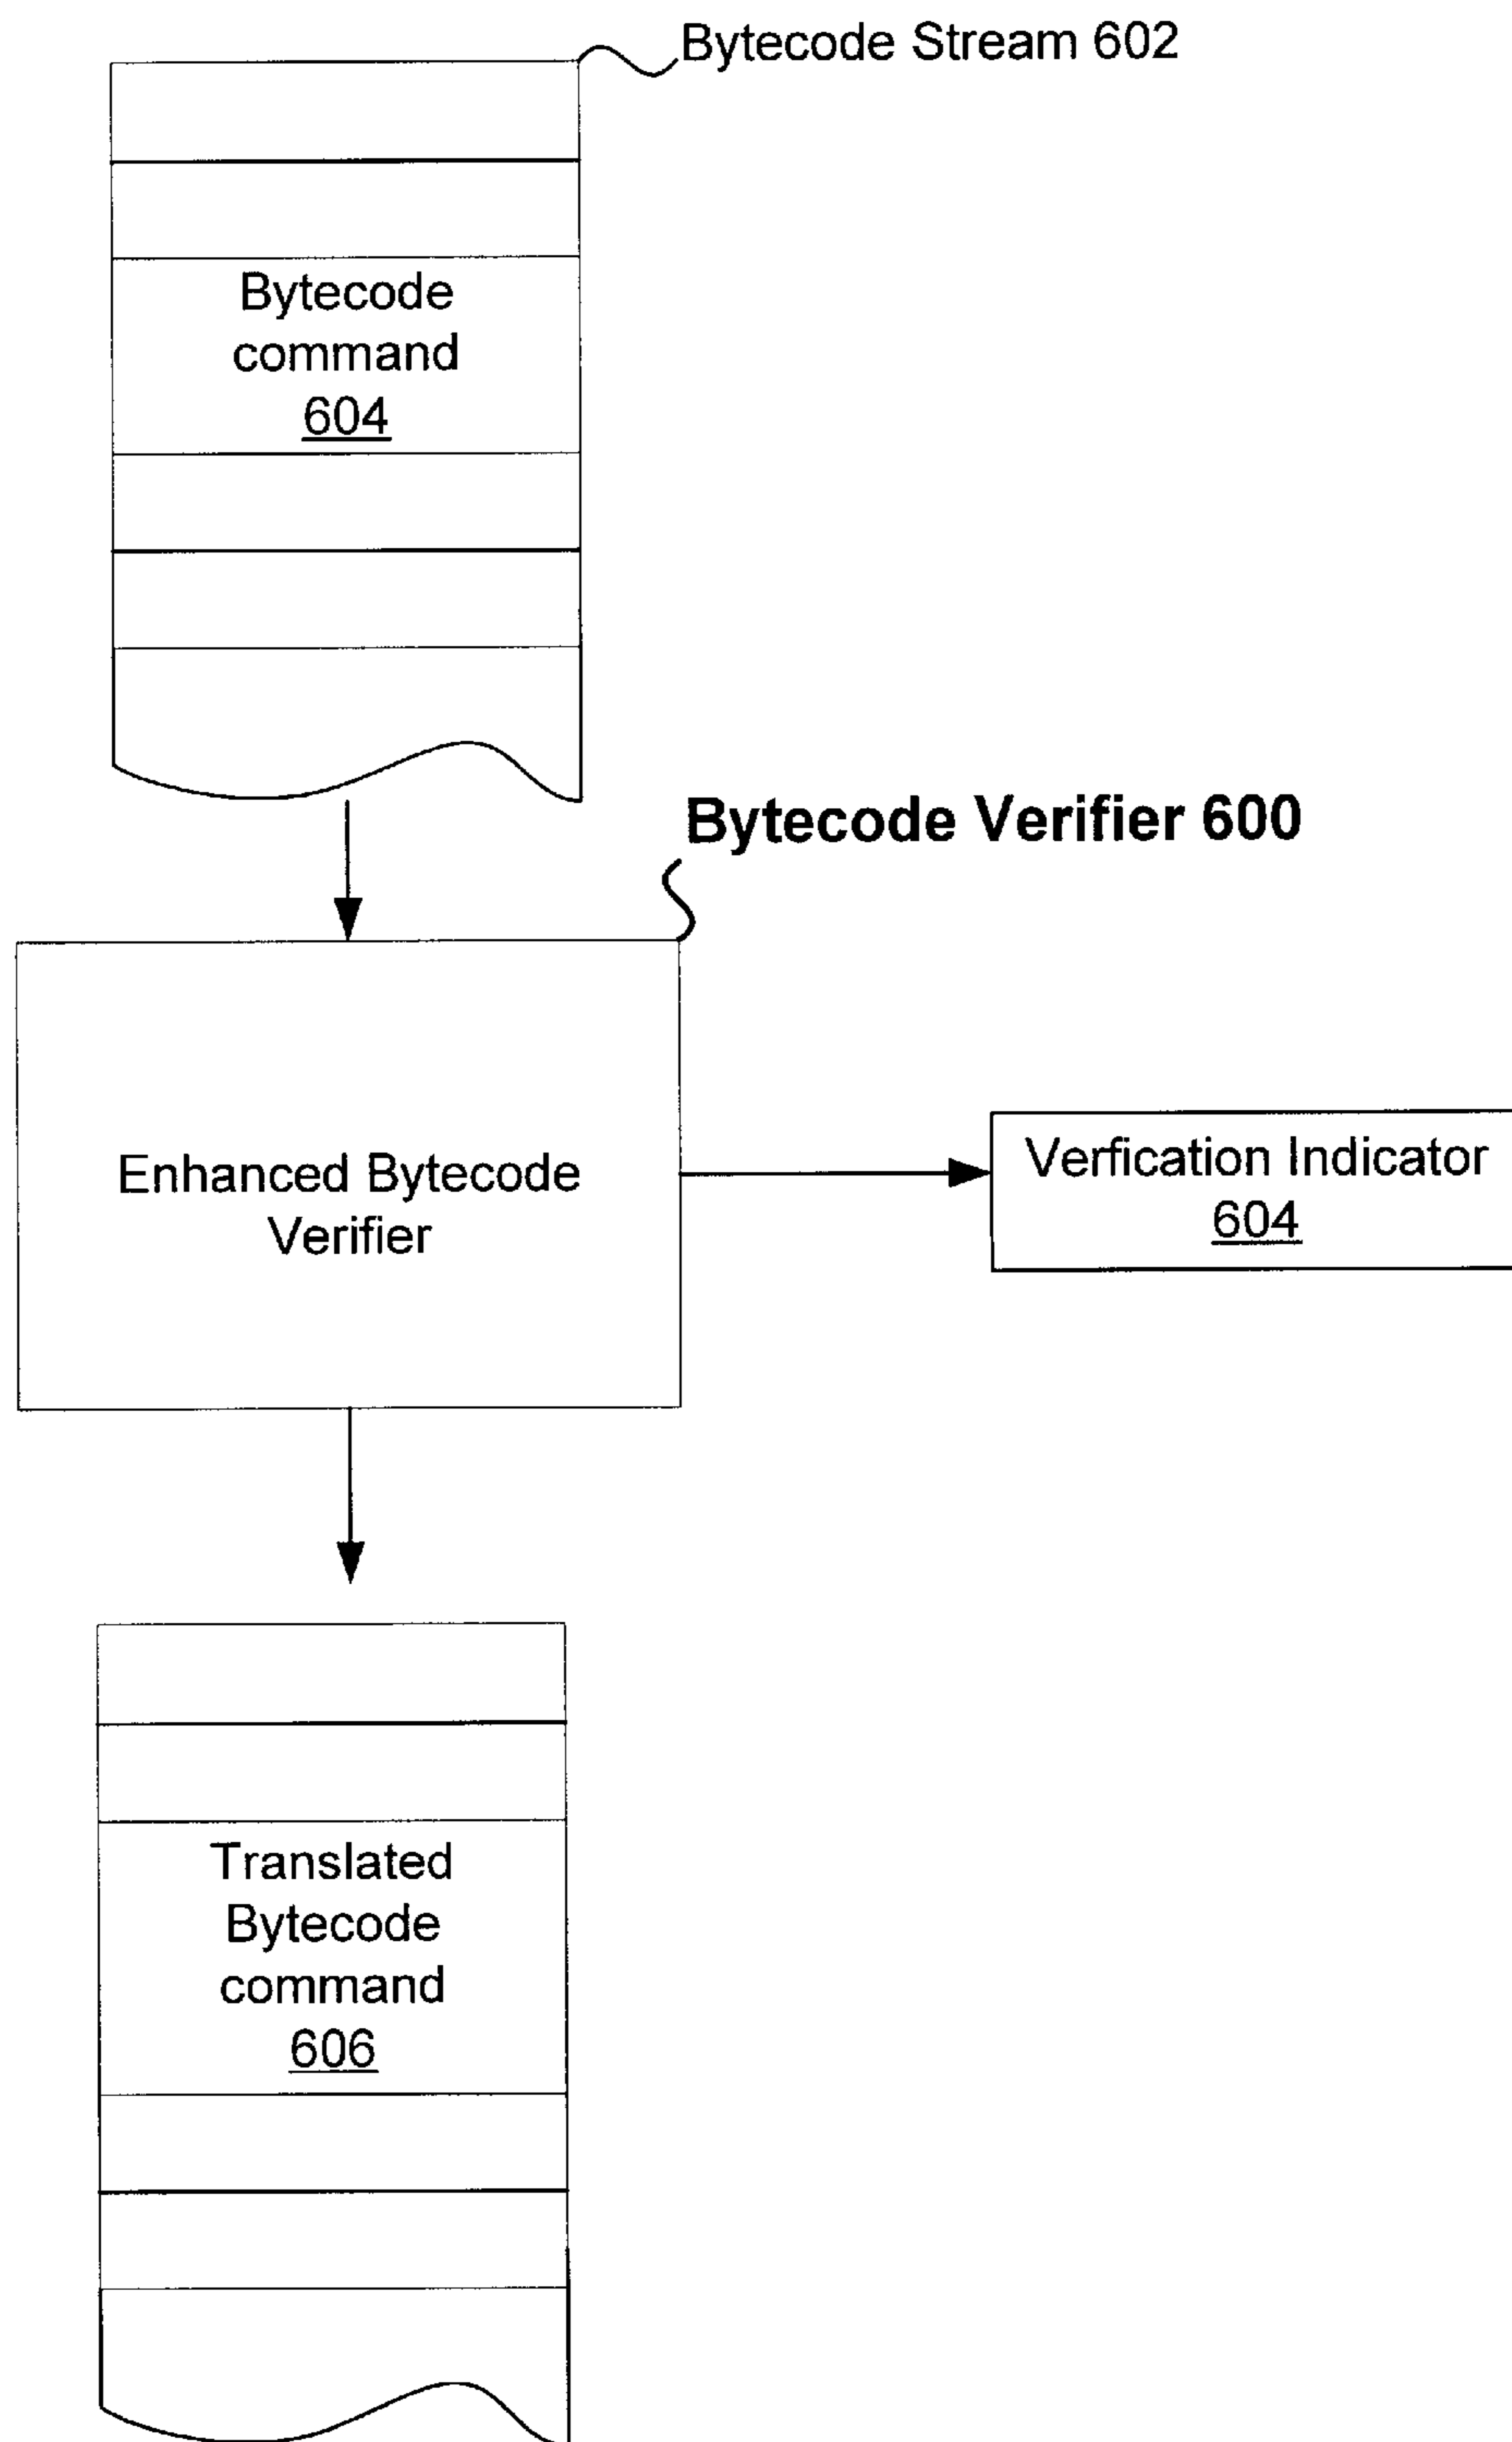 Bytecode Stream 602
Bytecode
command
604
Bytecode Verifier 600
Enhanced Bytecode
Verifier
Verfication Indicator
604
Translated
Bytecode
command
606